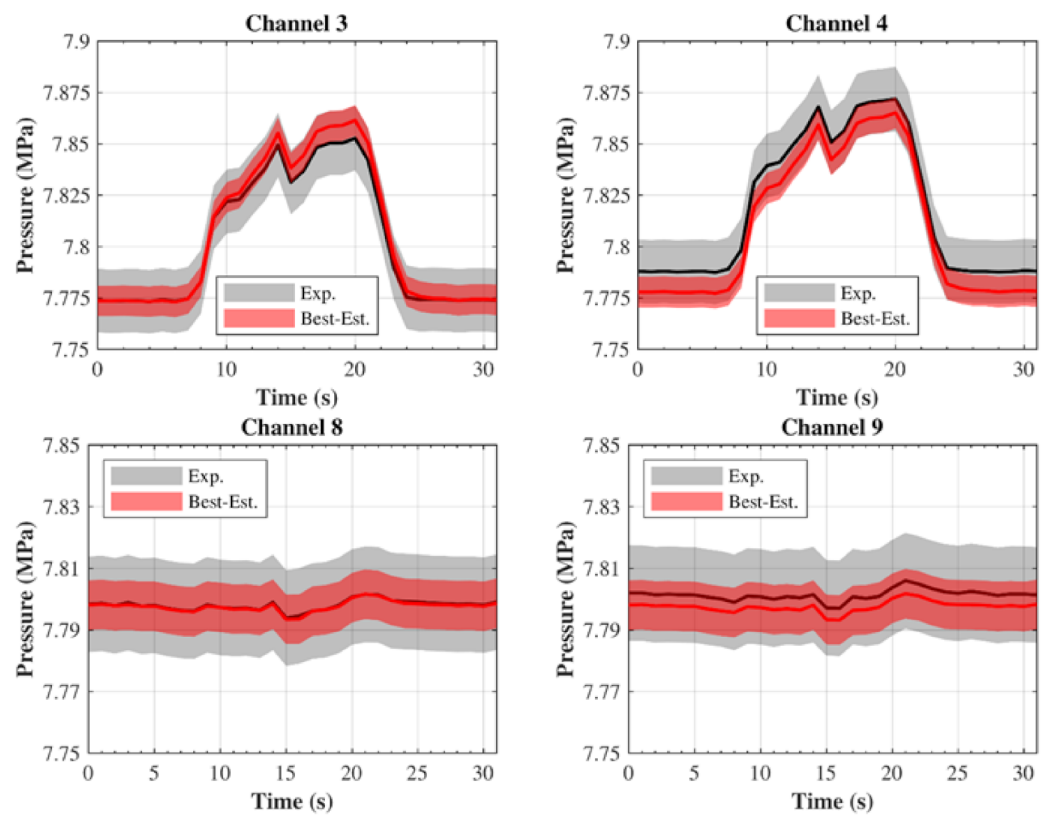 Channel 3
7.9
7.875
7.85
7.825
7.8
7.775
7.75
Pressure (MPa)
Exp.
Best-Est.
0 10 20 30
Time (s)
Channel 4
7.9
7.875
7.85
7.825
7.8
7.775
7.75
Pressure (MPa)
Exp.
Best-Est.
0 10 20 30
Time (s)
Channel 8
7.85
7.83
7.81
7.79
7.77
7.75
Pressure (MPa)
Exp.
Best-Est.
0 5 10 15 20 25 30
Time (s)
Channel 9
7.85
7.83
7.81
7.79
7.77
7.75
Pressure (MPa)
Exp.
Best-Est.
0 5 10 15 20 25 30
Time (s)